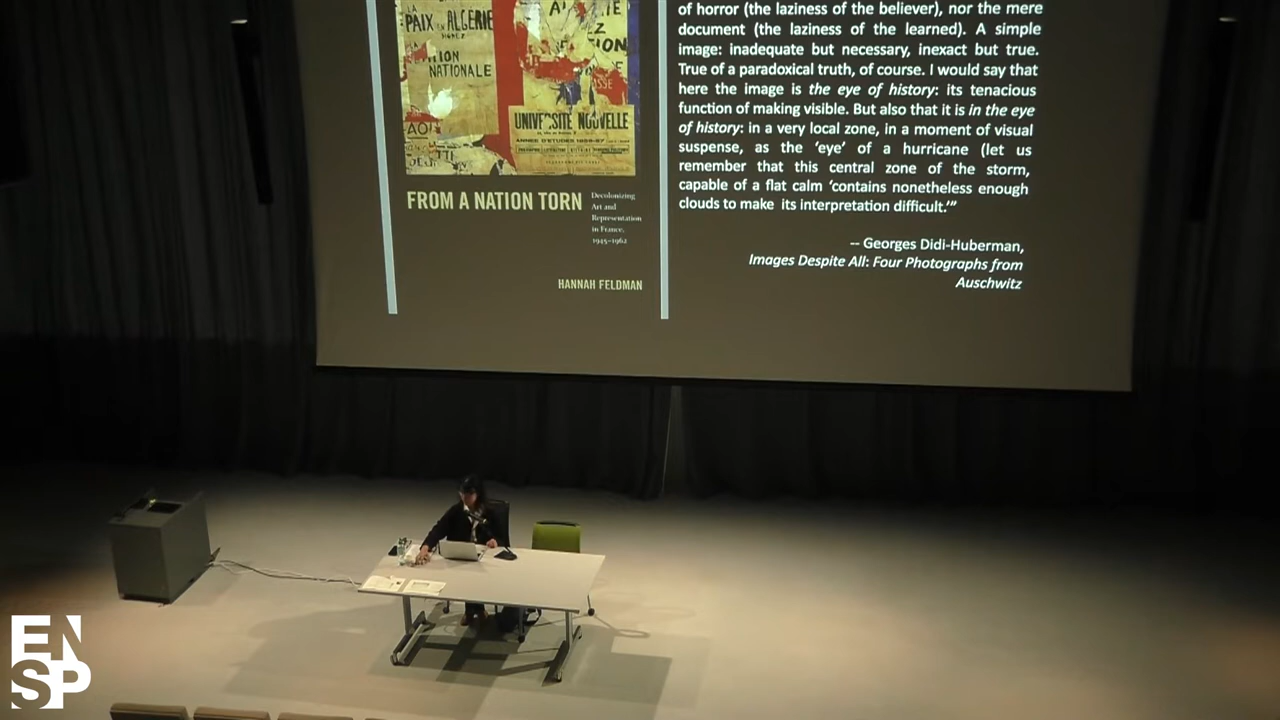 LA
PAIX EN ALGERIE
NATIONALE
UNIVERSITÉ NOUVELLE
FROM A NATION TORN
Decolonizing
Art and
Representation
in France,
1945–1962
HANNAH FELDMAN
of horror (the laziness of the believer), nor the mere
document (the laziness of the learned). A simple
image: inadequate but necessary, inexact but true.
True of a paradoxical truth, of course. I would say that
here the image is the eye of history: its tenacious
function of making visible. But also that it is in the eye
of history: in a very local zone, in a moment of visual
suspense, as the ‘eye’ of a hurricane (let us
remember that this central zone of the storm,
capable of a flat calm ‘contains nonetheless enough
clouds to make its interpretation difficult.’”
-- Georges Didi-Huberman,
Images Despite All: Four Photographs from
Auschwitz
EN
SP